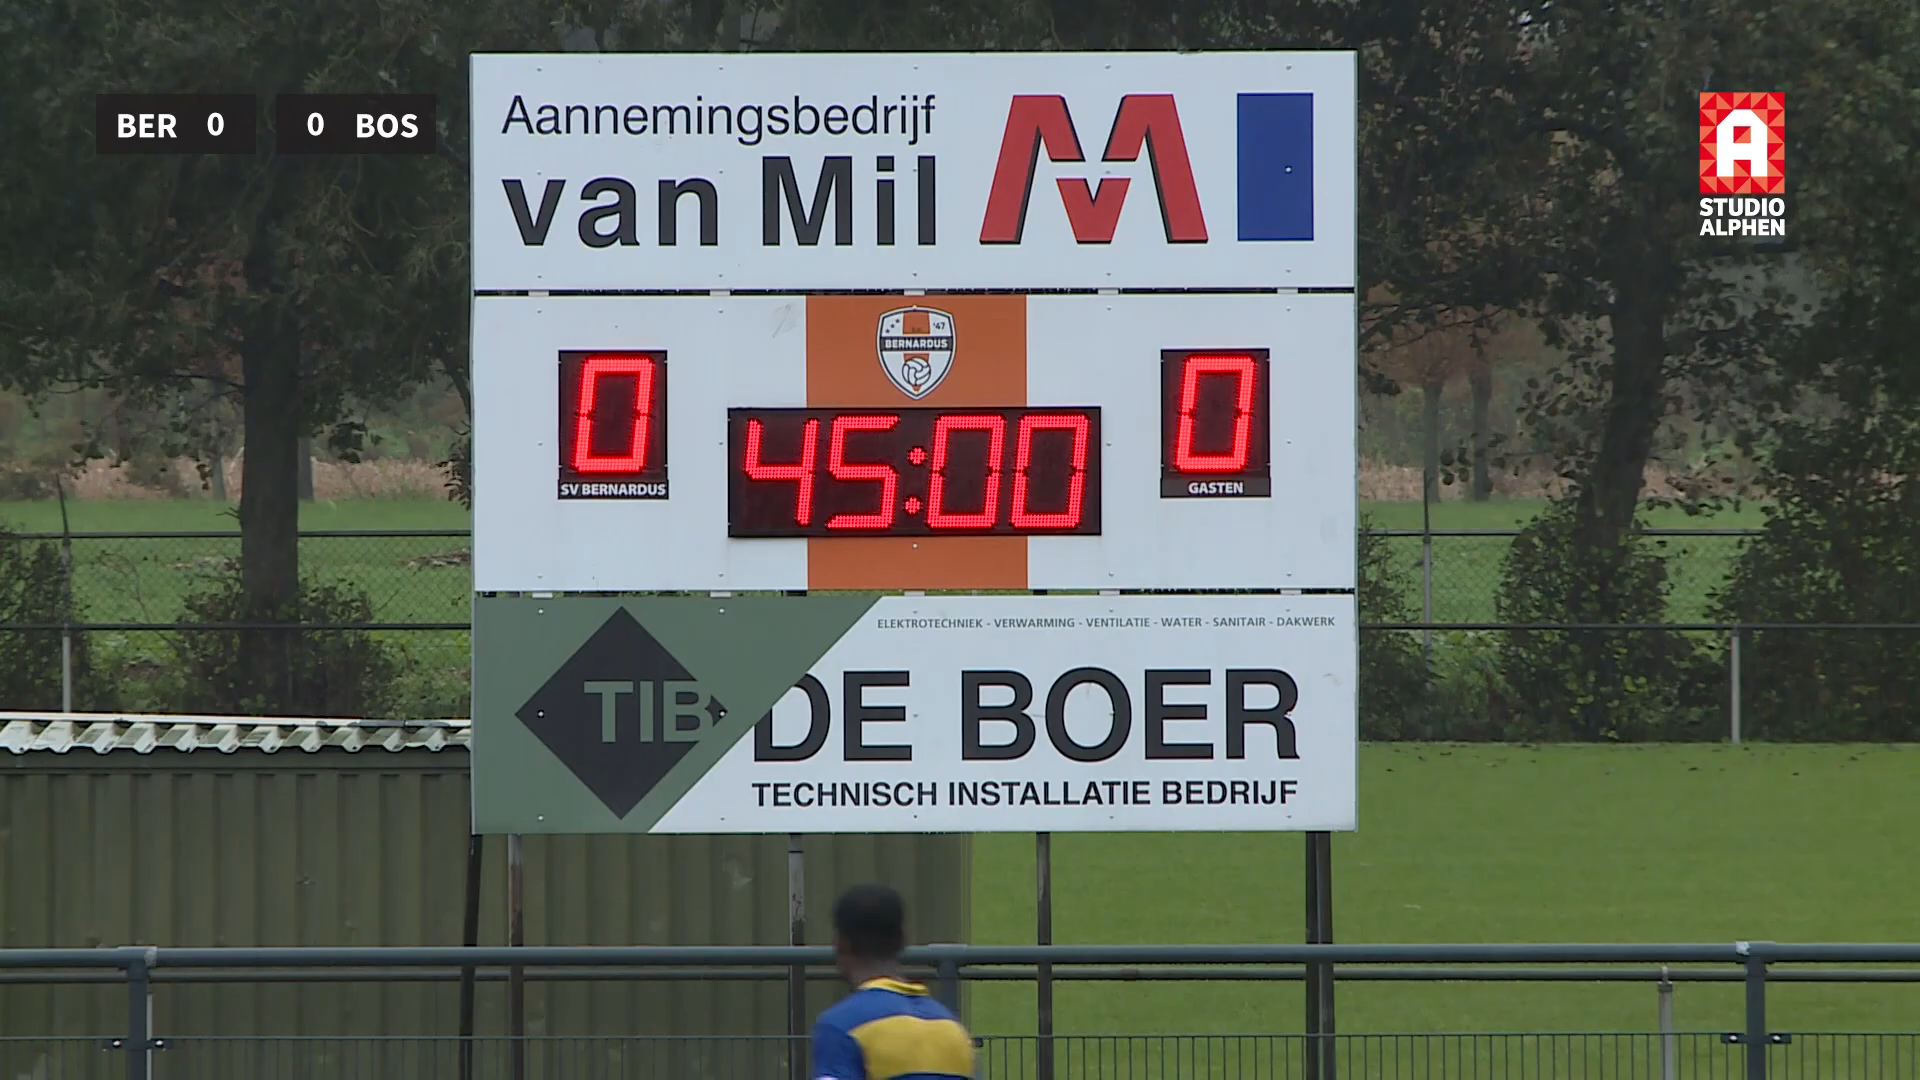 BER 0 0 BOS
STUDIO
ALPHEN
Aannemingsbedrijf
van Mil
M
'47
BERNARDUS
0 45:00 0
SV BERNARDUS
GASTEN
ELEKTROTECHNIEK - VERWARMING - VENTILATIE - WATER - SANITAIR - DAKWERK
TIB DE BOER
TECHNISCH INSTALLATIE BEDRIJF